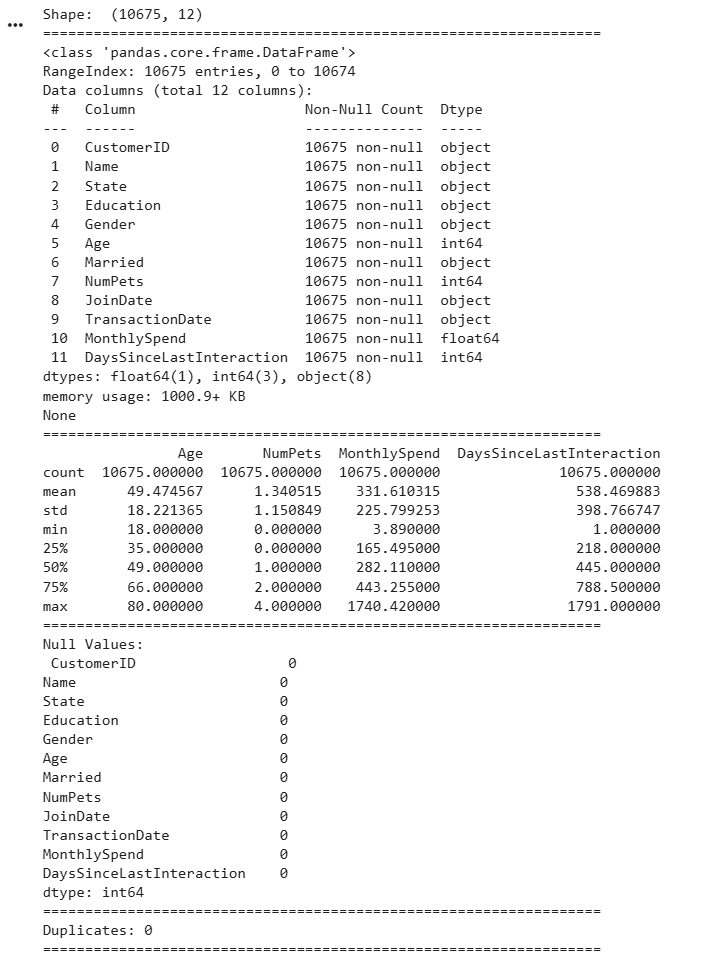 Shape:  (10675, 12)
==================================================================
<class 'pandas.core.frame.DataFrame'>
RangeIndex: 10675 entries, 0 to 10674
Data columns (total 12 columns):
 #   Column                    Non-Null Count  Dtype
---  ------                    --------------  -----
 0   CustomerID                10675 non-null  object
 1   Name                      10675 non-null  object
 2   State                     10675 non-null  object
 3   Education                 10675 non-null  object
 4   Gender                    10675 non-null  object
 5   Age                       10675 non-null  int64
 6   Married                   10675 non-null  object
 7   NumPets                   10675 non-null  int64
 8   JoinDate                  10675 non-null  object
 9   TransactionDate           10675 non-null  object
 10  MonthlySpend              10675 non-null  float64
 11  DaysSinceLastInteraction  10675 non-null  int64
dtypes: float64(1), int64(3), object(8)
memory usage: 1000.9+ KB
None
==================================================================
                Age       NumPets  MonthlySpend  DaysSinceLastInteraction
count  10675.000000  10675.000000  10675.000000              10675.000000
mean      49.474567      1.340515    331.610315                538.469883
std       18.221365      1.150849    225.799253                398.766747
min       18.000000      0.000000      3.890000                  1.000000
25%       35.000000      0.000000    165.495000                218.000000
50%       49.000000      1.000000    282.110000                445.000000
75%       66.000000      2.000000    443.255000                788.500000
max       80.000000      4.000000   1740.420000               1791.000000
==================================================================
Null Values:
 CustomerID                  0
Name                        0
State                       0
Education                   0
Gender                      0
Age                         0
Married                     0
NumPets                     0
JoinDate                    0
TransactionDate             0
MonthlySpend                0
DaysSinceLastInteraction    0
dtype: int64
==================================================================
Duplicates: 0
==================================================================